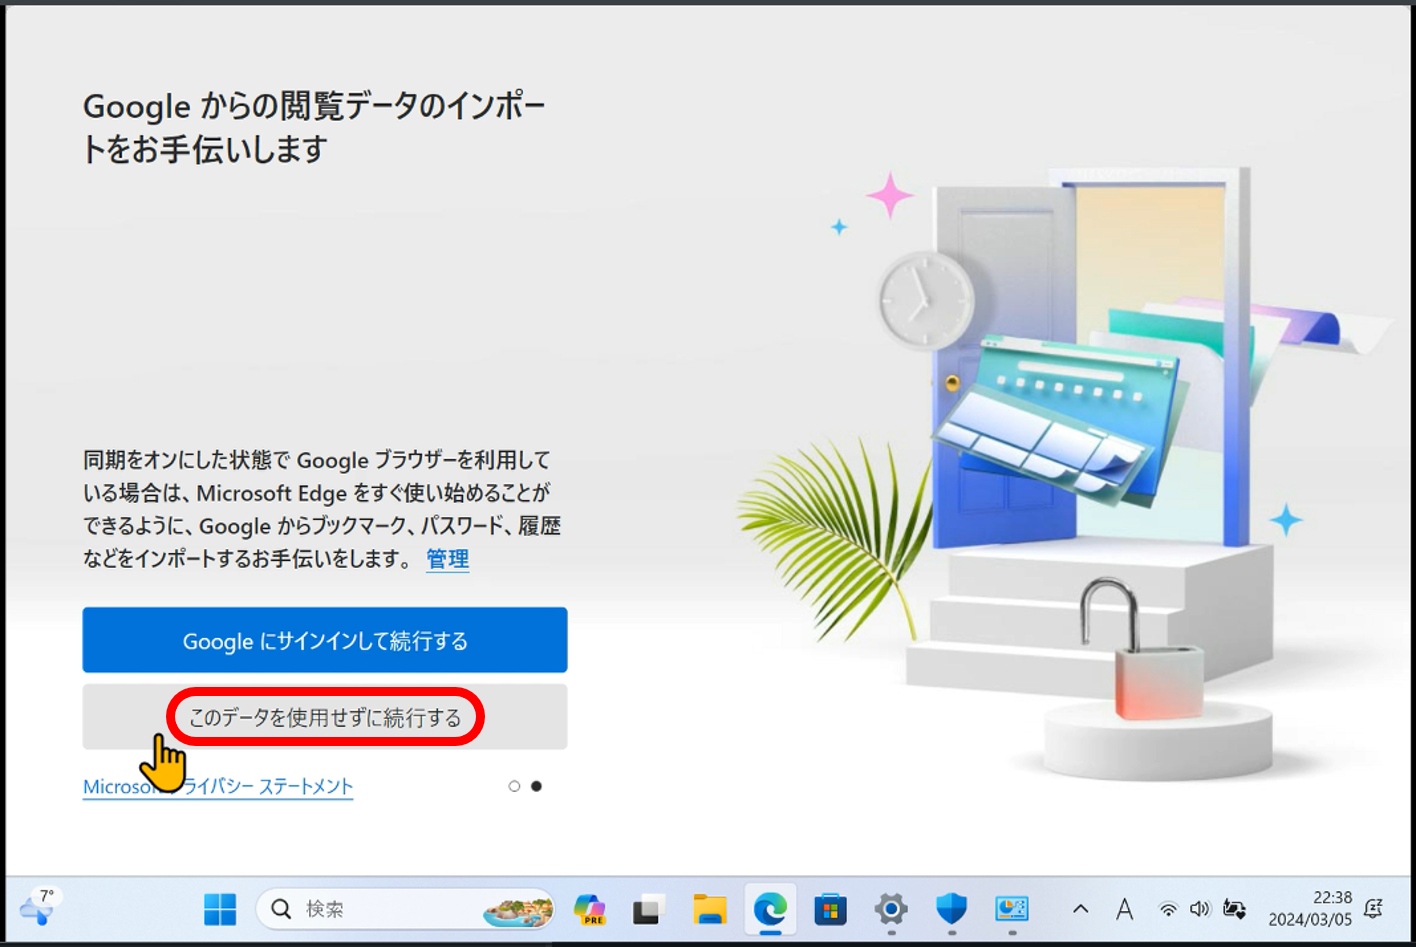 Google からの閲覧データのインポー
トをお手伝いします
同期をオンにした状態で Google ブラウザーを利用して
いる場合は、Microsoft Edge をすぐ使い始めることが
できるように、Google からブックマーク、パスワード、履歴
などをインポートするお手伝いをします。 管理
Google にサインインして続行する
このデータを使用せずに続行する
Microso ライバシー ステートメント
7°
検索
PRE
A
22:38
2024/03/05